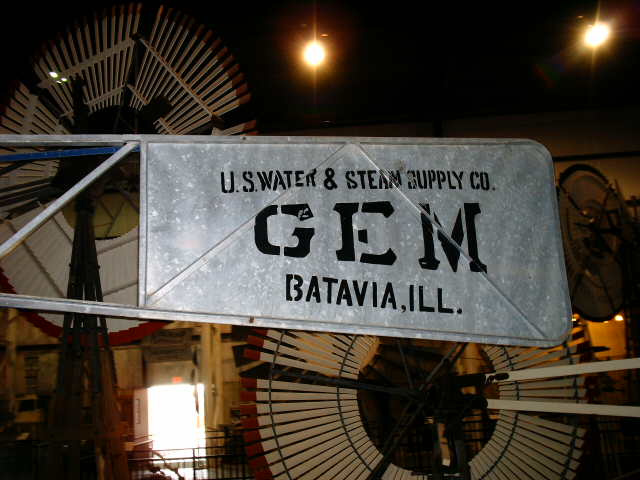 U.S. WATER & STEAM SUPPLY CO.
GEM
BATAVIA, ILL.